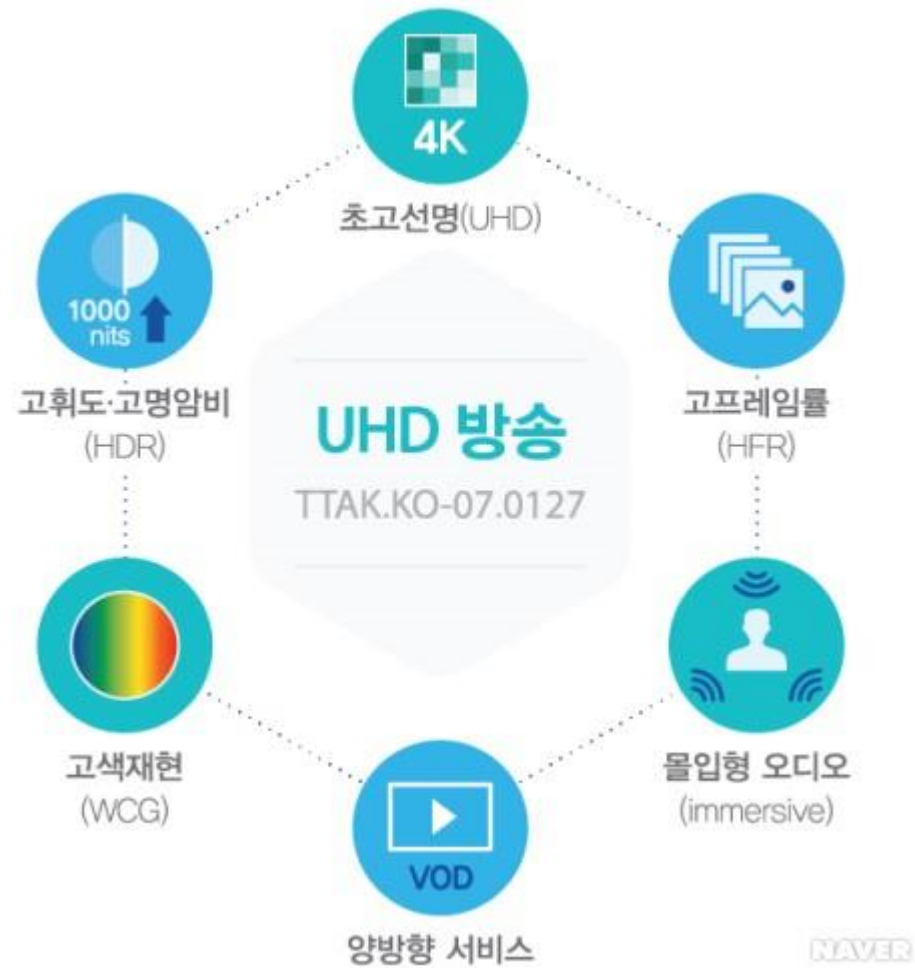 4K
초고선명(UHD)
1000
nits
고휘도·고명암비
(HDR)
고프레임률
(HFR)
UHD 방송
TTAK.KO-07.0127
고색재현
(WCG)
몰입형 오디오
(immersive)
VOD
양방향 서비스
NAVER